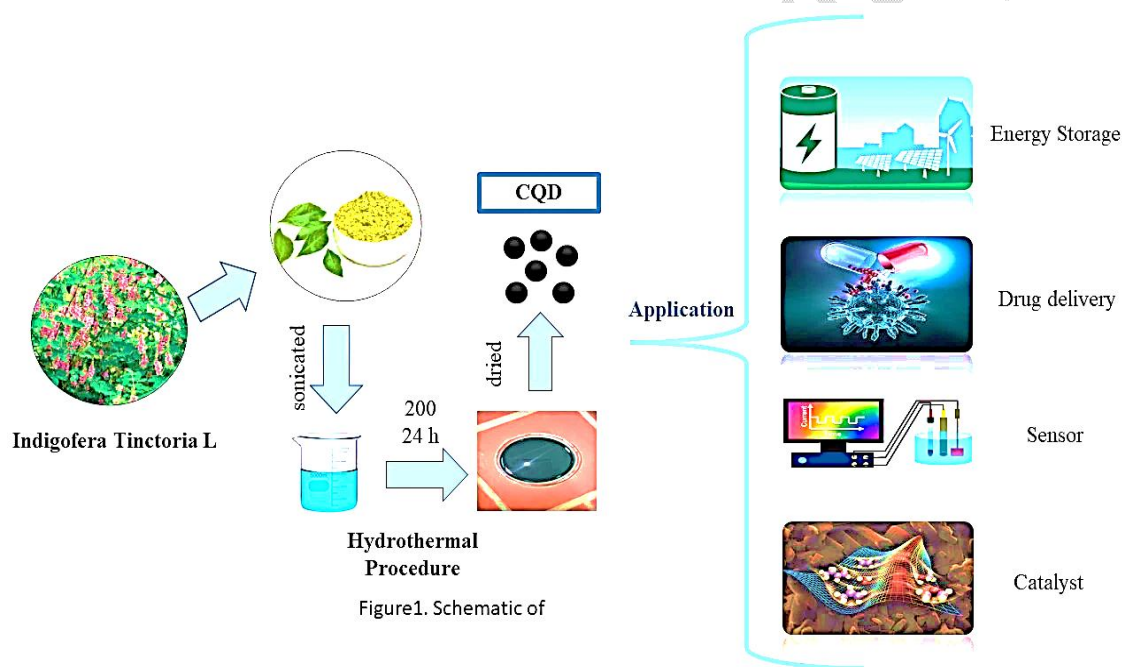 Indigofera Tinctoria L
sonicated
200
24 h
Hydrothermal
Procedure
dried
CQD
Application
Energy Storage
Drug delivery
Current
Sensor
Catalyst
Figure1. Schematic of